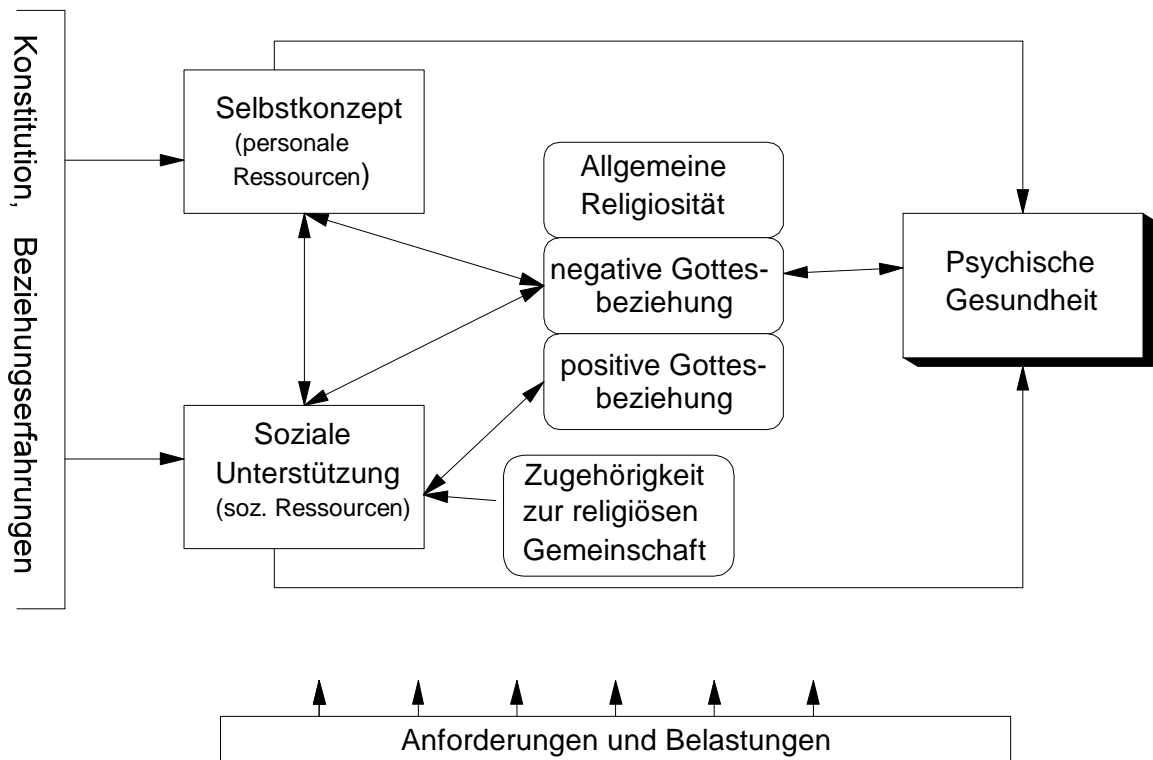 Konstitution, Beziehungserfahrungen
Selbstkonzept
(personale
Ressourcen)
Allgemeine
Religiosität
negative Gottes-
beziehung
positive Gottes-
beziehung
Psychische
Gesundheit
Soziale
Unterstützung
(soz. Ressourcen)
Zugehörigkeit
zur religiösen
Gemeinschaft
Anforderungen und Belastungen